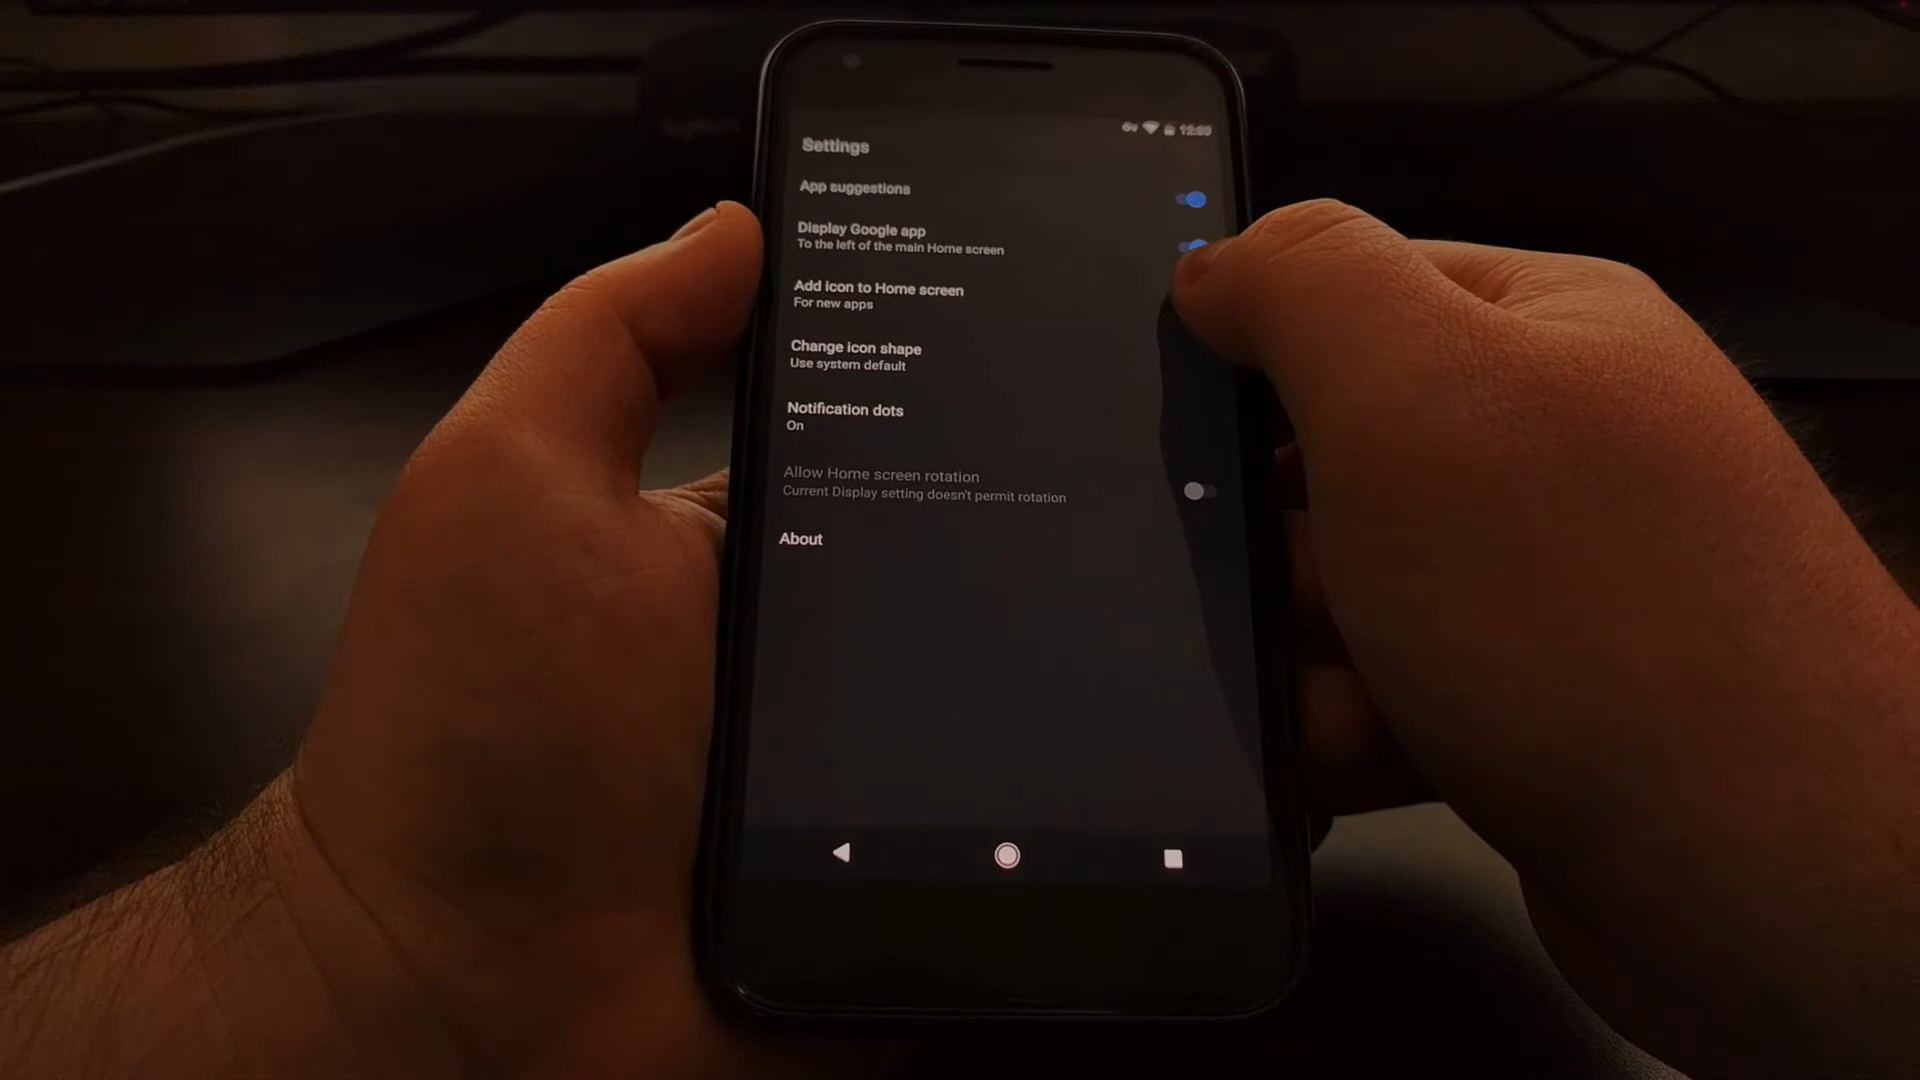 12:03
Settings
App suggestions
Display Google app
To the left of the main Home screen
Add icon to Home screen
For new apps
Change icon shape
Use system default
Notification dots
On
Allow Home screen rotation
Current Display setting doesn't permit rotation
About